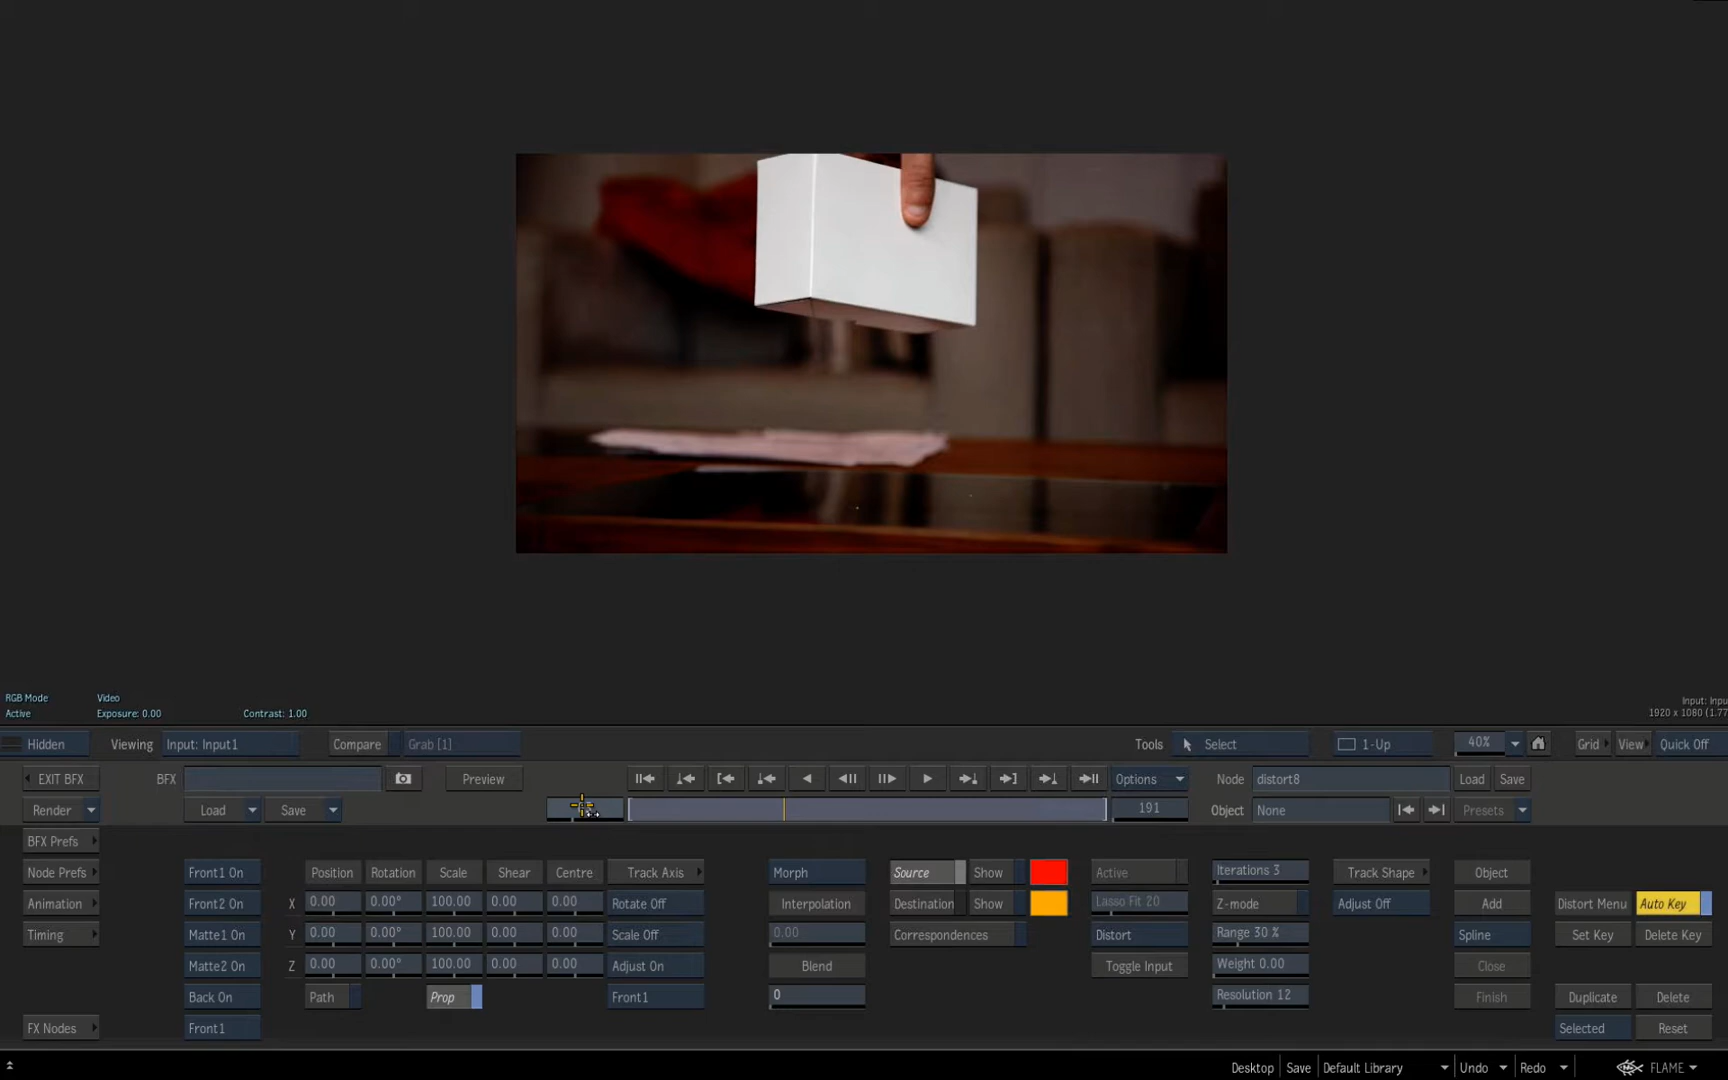 RGB Mode Video
Active Exposure: 0.00 Contrast: 1.00
Input: Inpu
1920 x 1080 (1.77
Hidden Viewing Input: Input1 Compare Grab [1] Tools Select 1-Up 40% Grid View Quick Off
EXIT BFX BFX Preview Options Node distort8 Load Save
Render Load Save 191 Object None Presets
BFX Prefs
Node Prefs Front1 On Position Rotation Scale Shear Centre Track Axis Morph Source Show Active Iterations 3 Track Shape Object
Animation Front2 On X 0.00 0.00° 100.00 0.00 0.00 Rotate Off Interpolation Destination Show Lasso Fit 20 Z-mode Adjust Off Add Distort Menu Auto Key
Timing Matte1 On Y 0.00 0.00° 100.00 0.00 0.00 Scale Off 0.00 Correspondences Distort Range 30 % Spline Set Key Delete Key
Matte2 On Z 0.00 0.00° 100.00 0.00 0.00 Adjust On Blend Toggle Input Weight 0.00 Close
Back On Path Prop Front1 0 Resolution 12 Finish Duplicate Delete
FX Nodes Front1 Selected Reset
Desktop Save Default Library Undo Redo FLAME